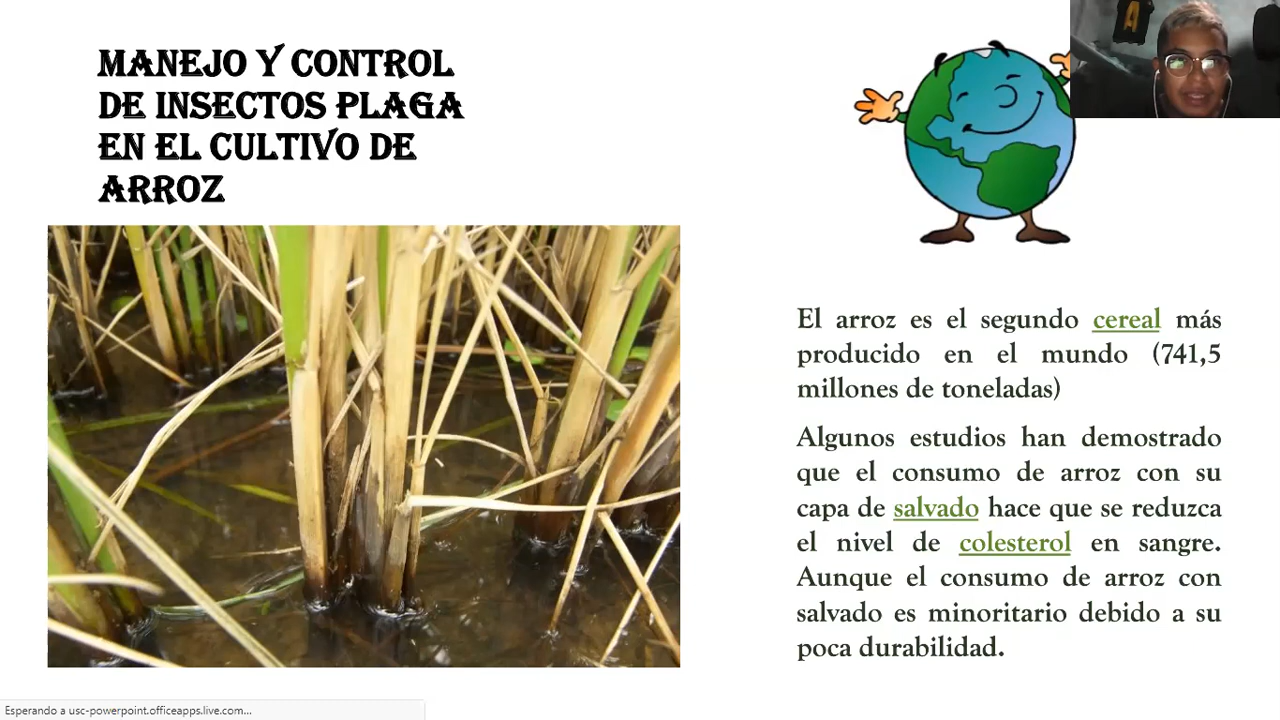 MANEJO Y CONTROL
DE INSECTOS PLAGA
EN EL CULTIVO DE
ARROZ
A
El arroz es el segundo cereal más
producido en el mundo (741,5
millones de toneladas)
Algunos estudios han demostrado
que el consumo de arroz con su
capa de salvado hace que se reduzca
el nivel de colesterol en sangre.
Aunque el consumo de arroz con
salvado es minoritario debido a su
poca durabilidad.
Esperando a usc-powerpoint.officeapps.live.com...